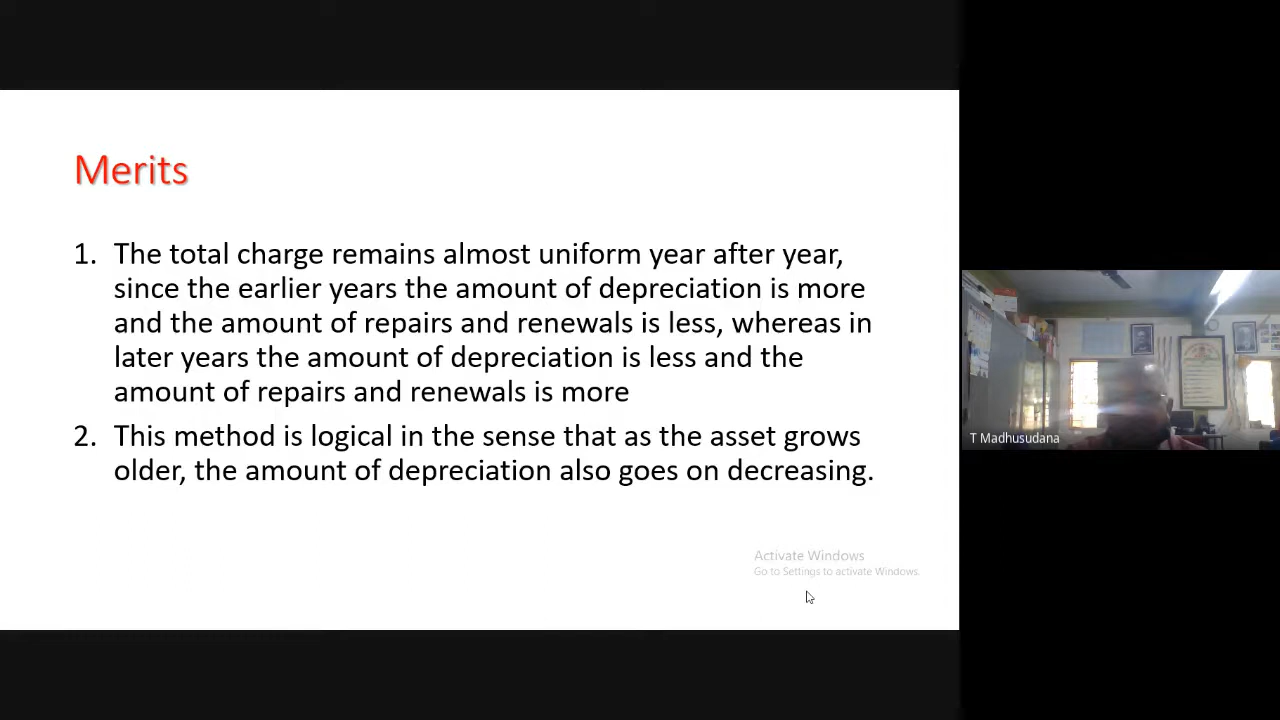 Merits
1. The total charge remains almost uniform year after year,
since the earlier years the amount of depreciation is more
and the amount of repairs and renewals is less, whereas in
later years the amount of depreciation is less and the
amount of repairs and renewals is more
2. This method is logical in the sense that as the asset grows
older, the amount of depreciation also goes on decreasing.
Activate Windows
Go to Settings to activate Windows.
T Madhusudana